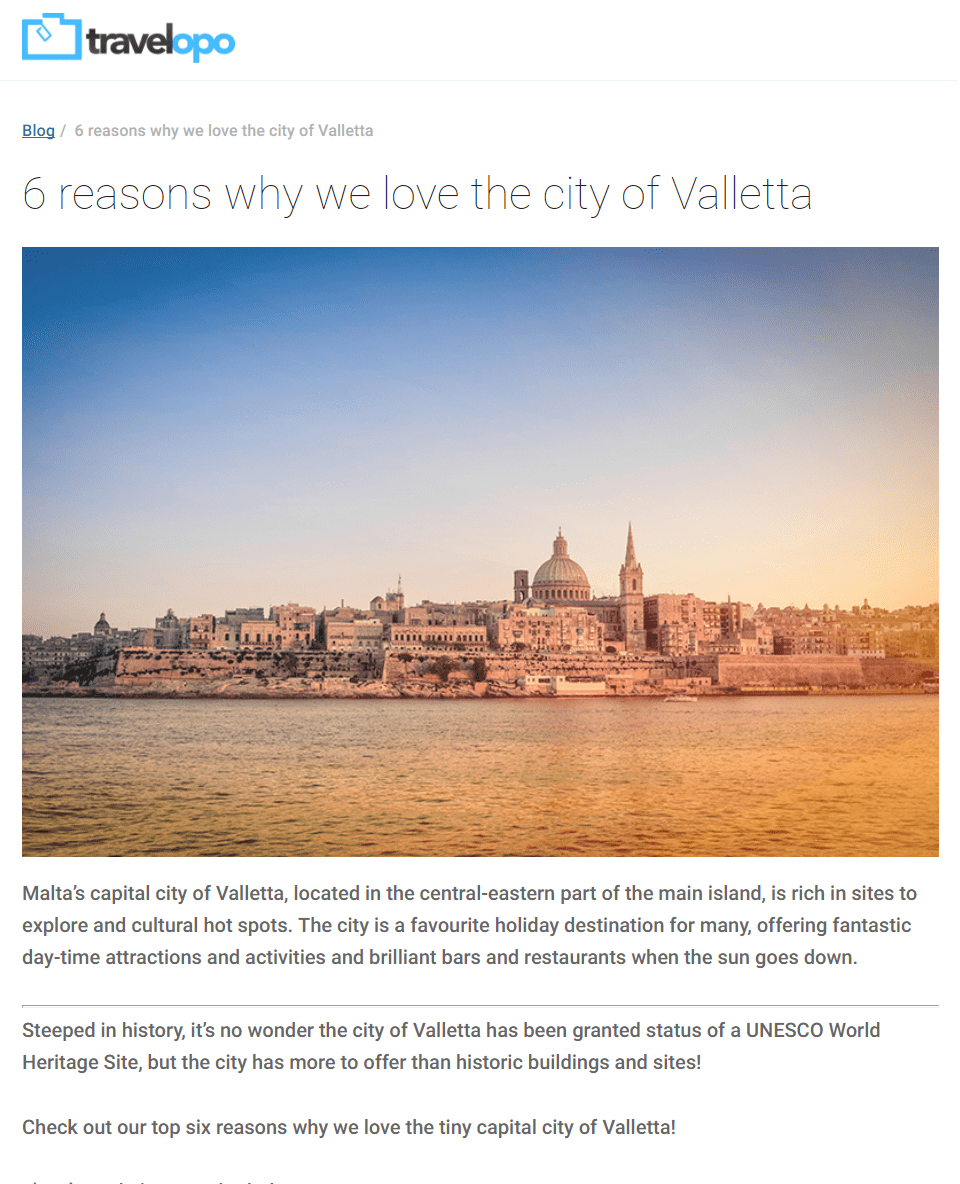 travelopo
Blog / 6 reasons why we love the city of Valletta
6 reasons why we love the city of Valletta
Malta’s capital city of Valletta, located in the central-eastern part of the main island, is rich in sites to
explore and cultural hot spots. The city is a favourite holiday destination for many, offering fantastic
day-time attractions and activities and brilliant bars and restaurants when the sun goes down.
Steeped in history, it’s no wonder the city of Valletta has been granted status of a UNESCO World
Heritage Site, but the city has more to offer than historic buildings and sites!
Check out our top six reasons why we love the tiny capital city of Valletta!